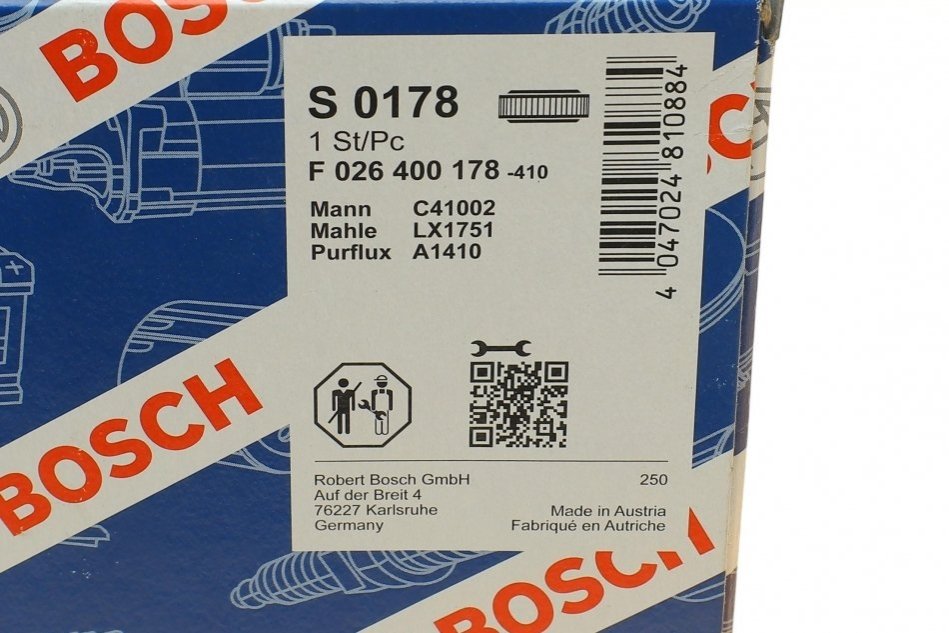 BOSCH
S 0178
1 St/Pc
F 026 400 178 -410
Mann C41002
Mahle LX1751
Purflux A1410
4 047024 810884
BOSCH
Robert Bosch GmbH
Auf der Breit 4
76227 Karlsruhe
Germany
250
Made in Austria
Fabriqué en Autriche
BOSCH